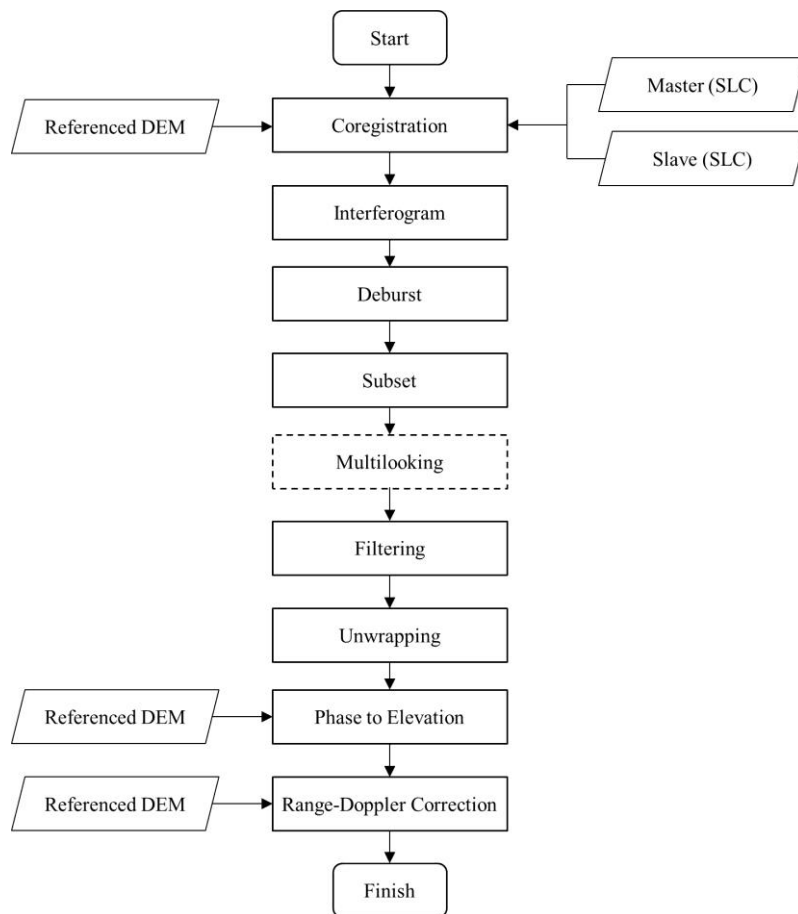 Start
Master (SLC)
Referenced DEM
Coregistration
Slave (SLC)
Interferogram
Deburst
Subset
Multilooking
Filtering
Unwrapping
Referenced DEM
Phase to Elevation
Referenced DEM
Range-Doppler Correction
Finish